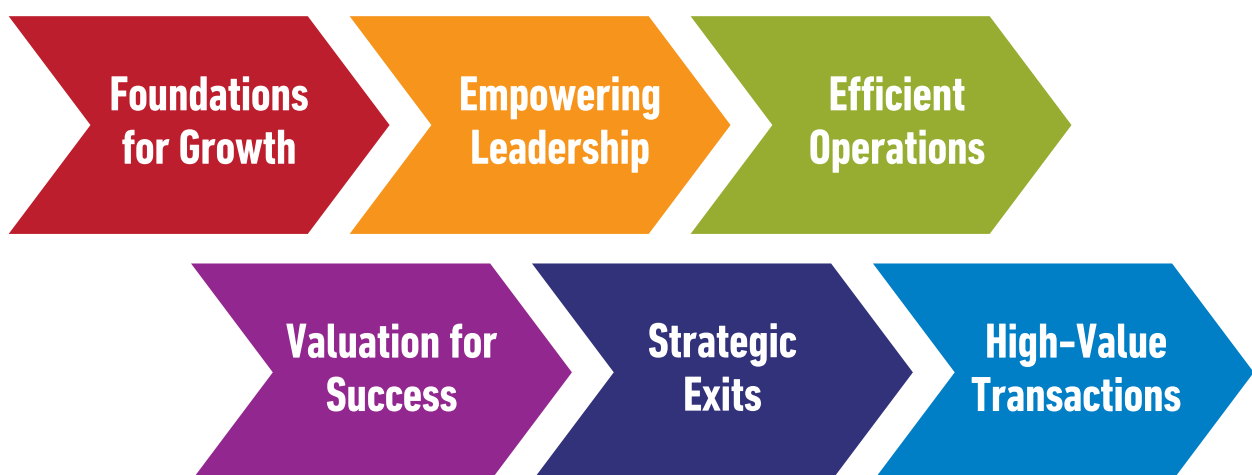 Foundations
for Growth
Empowering
Leadership
Efficient
Operations
Valuation for
Success
Strategic
Exits
High-Value
Transactions